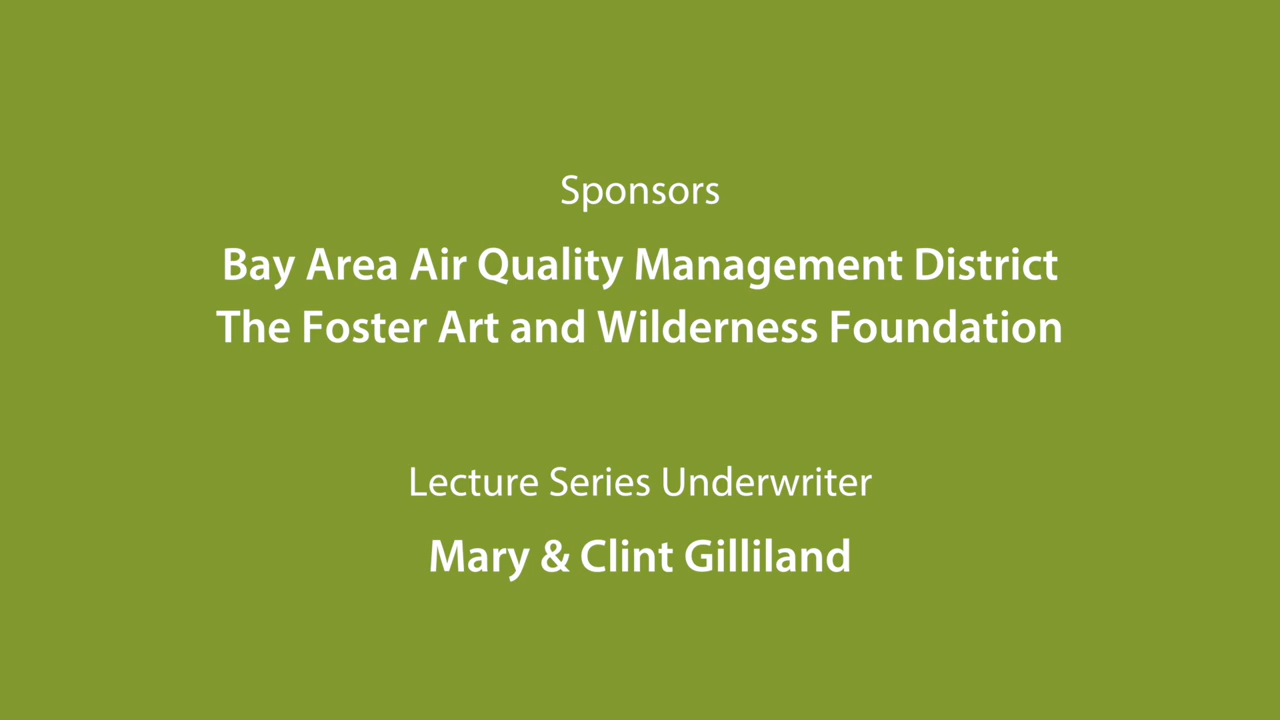 Sponsors
Bay Area Air Quality Management District
The Foster Art and Wilderness Foundation
Lecture Series Underwriter
Mary & Clint Gilliland